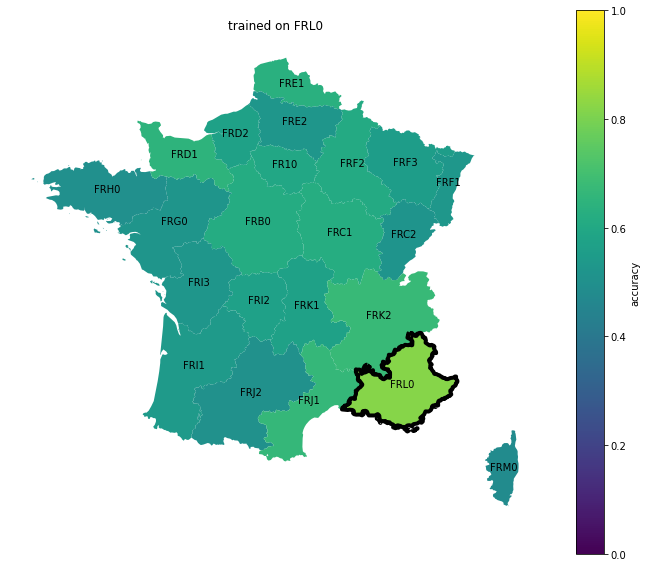 trained on FRL0
FRE1
FRE2
FRD2
FRD1
FR10
FRF2
FRF3
FRF1
FRH0
FRG0
FRB0
FRC1
FRC2
FRI3
FRI2
FRK1
FRK2
FRI1
FRJ2
FRJ1
FRL0
FRM0
1.0
0.8
0.6
0.4
0.2
0.0
accuracy